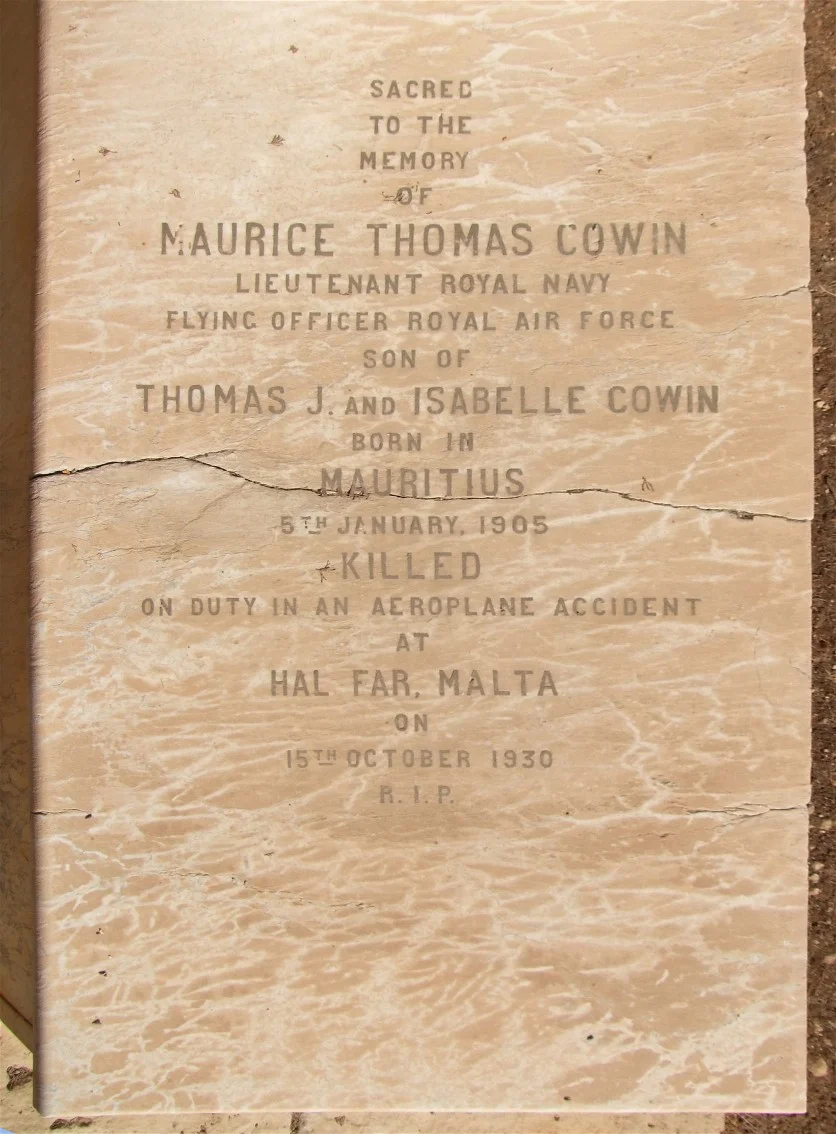 SACRED
TO THE
MEMORY
OF
MAURICE THOMAS COWIN
LIEUTENANT ROYAL NAVY
FLYING OFFICER ROYAL AIR FORCE
SON OF
THOMAS J. AND ISABELLE COWIN
BORN IN
MAURITIUS
5TH JANUARY, 1905
KILLED
ON DUTY IN AN AEROPLANE ACCIDENT
AT
HAL FAR, MALTA
ON
15TH OCTOBER 1930
R.I.P.